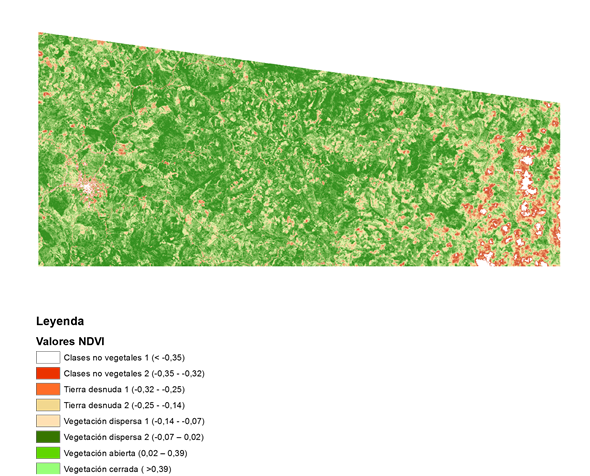 Leyenda
Valores NDVI
Clases no vegetales 1 (< -0,35)
Clases no vegetales 2 (-0,35 - -0,32)
Tierra desnuda 1 (-0,32 - -0,25)
Tierra desnuda 2 (-0,25 - -0,14)
Vegetación dispersa 1 (-0,14 - -0,07)
Vegetación dispersa 2 (-0,07 – 0,02)
Vegetación abierta (0,02 – 0,39)
Vegetación cerrada ( >0,39)